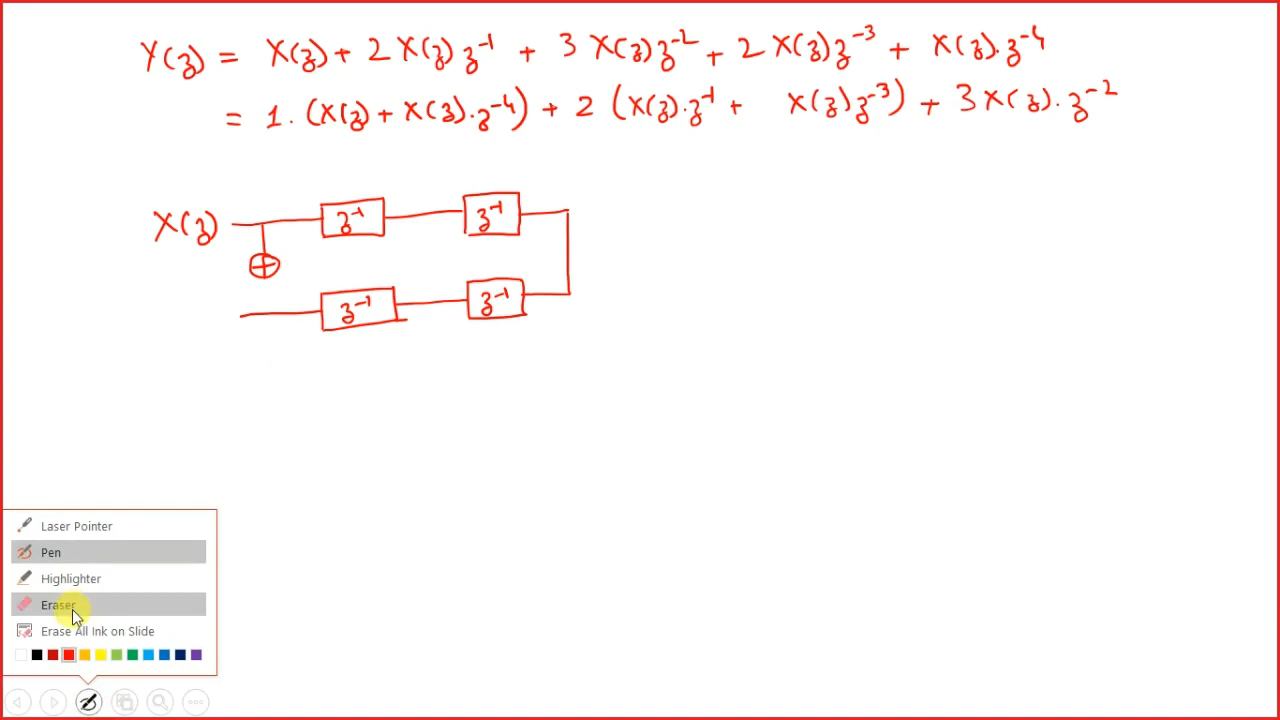 Y(z) = X(z) + 2 X(z) z⁻¹ + 3 X(z) z⁻² + 2 X(z) z⁻³ + X(z). z⁻⁴
= 1. (X(z) + X(z). z⁻⁴) + 2 (X(z). z⁻¹ + X(z) z⁻³) + 3 X(z). z⁻²
X(z) z⁻¹ z⁻¹
+
z⁻¹ z⁻¹
Laser Pointer
Pen
Highlighter
Eraser
Erase All Ink on Slide